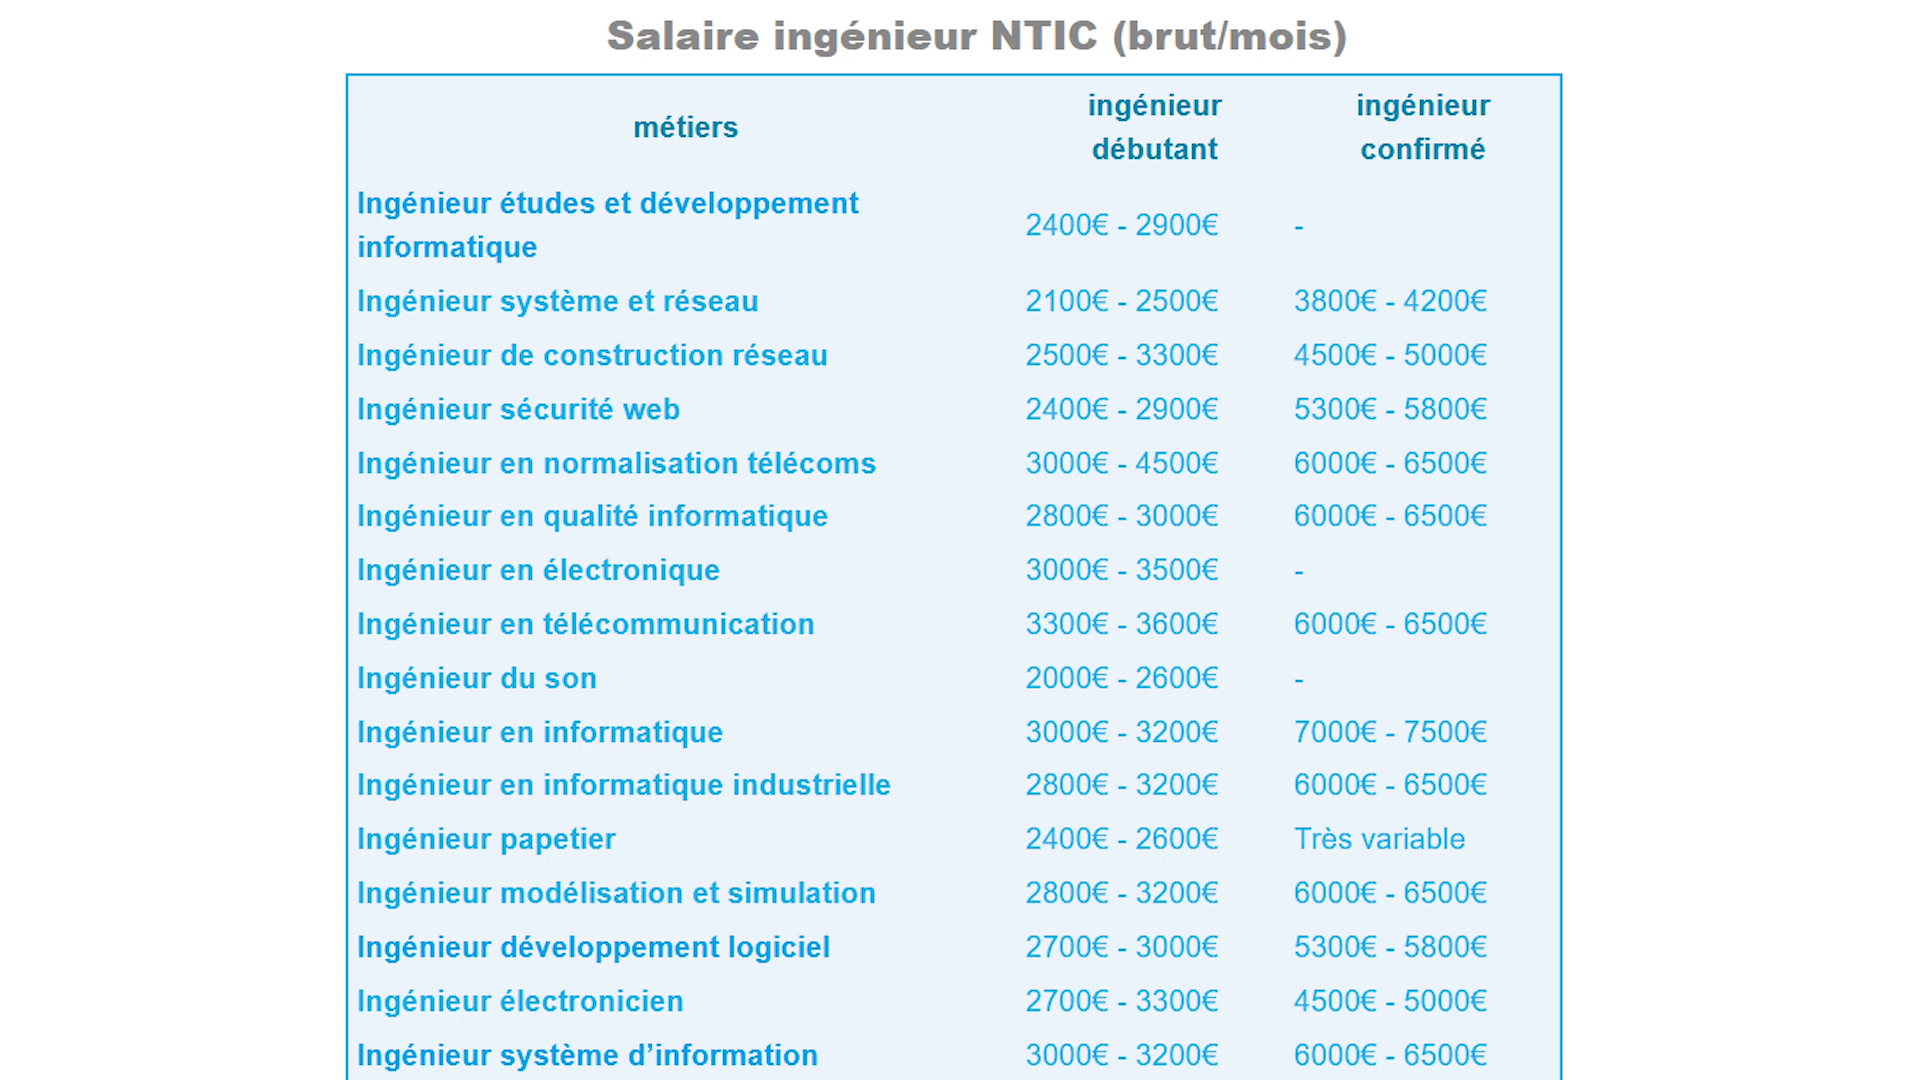 Salaire ingénieur NTIC (brut/mois)
métiers ingénieur débutant ingénieur confirmé
Ingénieur études et développement informatique 2400€ - 2900€ -
Ingénieur système et réseau 2100€ - 2500€ 3800€ - 4200€
Ingénieur de construction réseau 2500€ - 3300€ 4500€ - 5000€
Ingénieur sécurité web 2400€ - 2900€ 5300€ - 5800€
Ingénieur en normalisation télécoms 3000€ - 4500€ 6000€ - 6500€
Ingénieur en qualité informatique 2800€ - 3000€ 6000€ - 6500€
Ingénieur en électronique 3000€ - 3500€ -
Ingénieur en télécommunication 3300€ - 3600€ 6000€ - 6500€
Ingénieur du son 2000€ - 2600€ -
Ingénieur en informatique 3000€ - 3200€ 7000€ - 7500€
Ingénieur en informatique industrielle 2800€ - 3200€ 6000€ - 6500€
Ingénieur papetier 2400€ - 2600€ Très variable
Ingénieur modélisation et simulation 2800€ - 3200€ 6000€ - 6500€
Ingénieur développement logiciel 2700€ - 3000€ 5300€ - 5800€
Ingénieur électronicien 2700€ - 3300€ 4500€ - 5000€
Ingénieur système d’information 3000€ - 3200€ 6000€ - 6500€